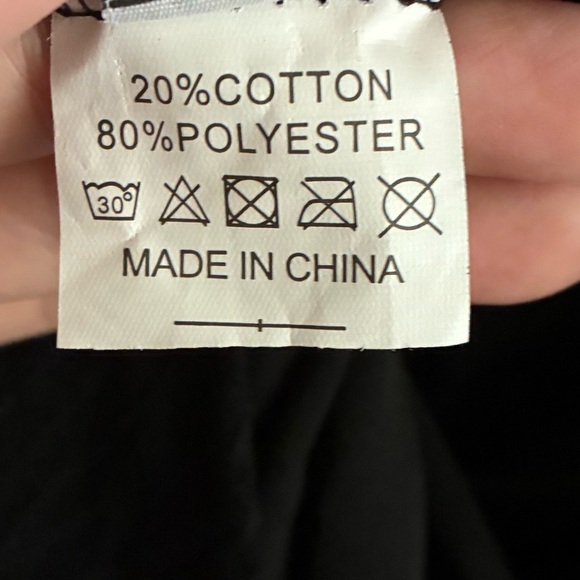 20%COTTON
80%POLYESTER
30°
MADE IN CHINA